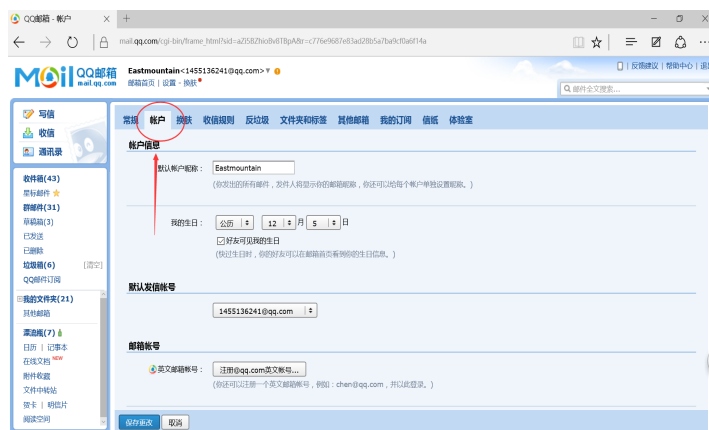 QQ邮箱 - 帐户
mail.qq.com/cgi-bin/frame_html?sid=aZi58Zhio8v8TBpA&r=c776e9687e83ad28b5a7ba9cf0a6f14a
Mail QQ邮箱
mail.qq.com
Eastmountain<1455136241@qq.com>
邮箱首页 | 设置 - 换肤
| 反馈建议 | 帮助中心 | 退
邮件全文搜索...
写信
收信
通讯录
收件箱(43)
星标邮件
群邮件(31)
草稿箱(3)
已发送
已删除
垃圾箱(6) [清空]
QQ邮件订阅
我的文件夹(21)
其他邮箱
漂流瓶(7)
日历 | 记事本
在线文档 NEW
附件收藏
文件中转站
贺卡 | 明信片
阅读空间
常规 帐户 换肤 收信规则 反垃圾 文件夹和标签 其他邮箱 我的订阅 信纸 体验室
帐户信息
默认帐户昵称： Eastmountain
(你发出的所有邮件，发件人将显示你的邮箱昵称，你还可以给每个帐户单独设置昵称。)
我的生日： 公历 12 月 5 日
好友可见我的生日
(快过生日时，你的好友可以在邮箱首页看到你的生日信息。)
默认发信帐号
1455136241@qq.com
邮箱帐号
英文邮箱帐号： 注册@qq.com英文帐号...
(你还可以注册一个英文邮箱帐号，例如：chen@qq.com，并以此登录。)
保存更改 取消